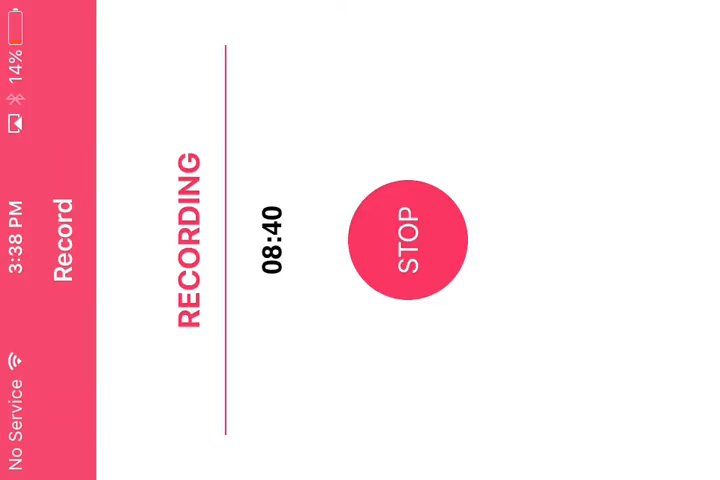 No Service 3:38 PM 14%
Record
RECORDING
08:40
STOP